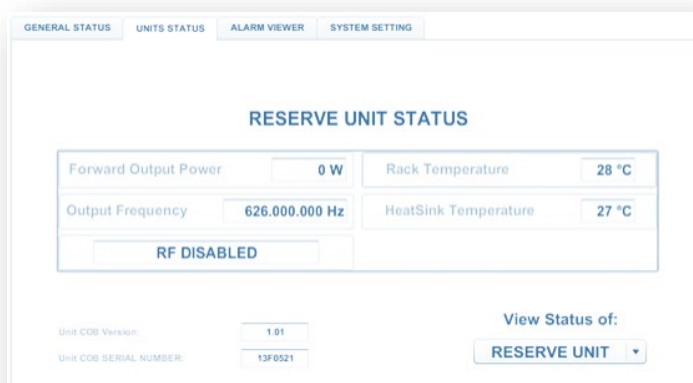 GENERAL STATUS UNITS STATUS ALARM VIEWER SYSTEM SETTING
RESERVE UNIT STATUS
Forward Output Power 0 W Rack Temperature 28 °C
Output Frequency 626.000.000 Hz HeatSink Temperature 27 °C
RF DISABLED
View Status of:
Unit COB Version: 1.01
RESERVE UNIT
Unit COB SERIAL NUMBER: 13F0521